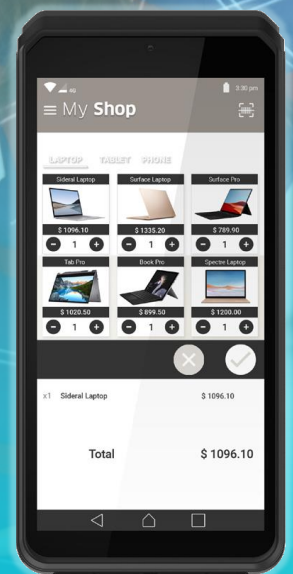 4G 3:30 pm
My Shop
LAPTOP TABLET PHONE
Sideral Laptop Surface Laptop Surface Pro
$ 1096.10 $ 1335.20 $ 789.90
1 1 1
Tab Pro Book Pro Spectre Laptop
$ 1020.50 $ 899.50 $ 1200.00
1 1 1
x1 Sideral Laptop $ 1096.10
Total $ 1096.10